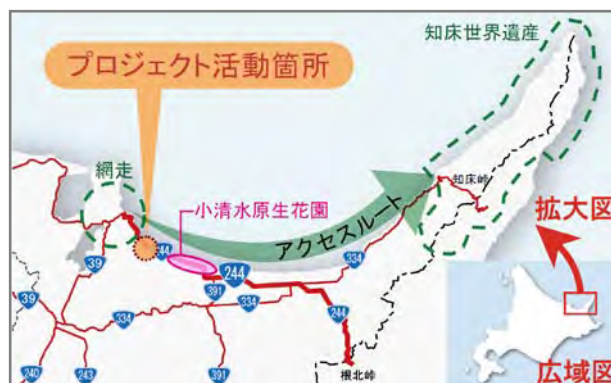 知床世界遺産
プロジェクト活動箇所
網走
知床峠
小清水原生花園
アクセスルート
拡大図
334
39
244
244
391
334
39
334
244
240
243
391
根北峠
広域図